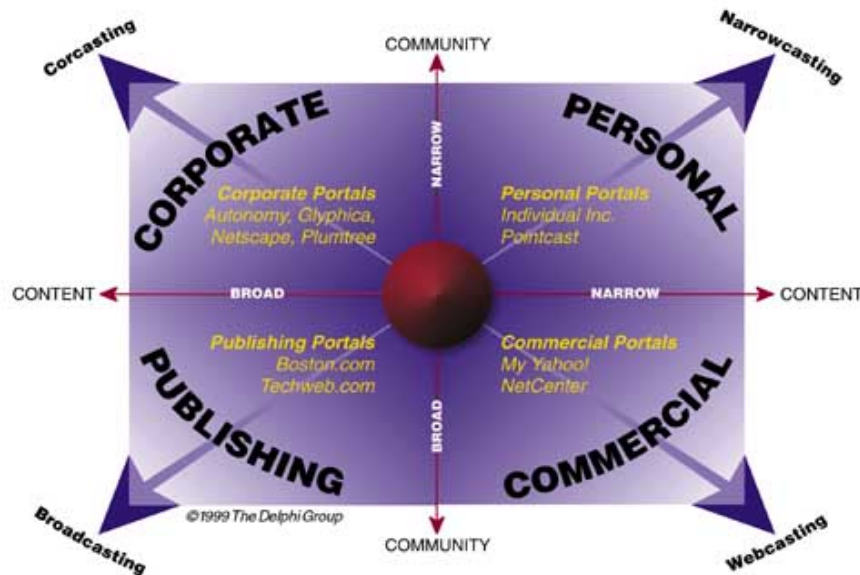 COMMUNITY
Corcasting
Narrowcasting
CORPORATE
PERSONAL
NARROW
Corporate Portals
Autonomy, Glyphica,
Netscape, Plumtree
Personal Portals
Individual Inc.
Pointcast
CONTENT
BROAD
NARROW
CONTENT
Publishing Portals
Boston.com
Techweb.com
Commercial Portals
My Yahoo!
NetCenter
PUBLISHING
COMMERCIAL
BROAD
©1999 The Delphi Group
Broadcasting
COMMUNITY
Webcasting